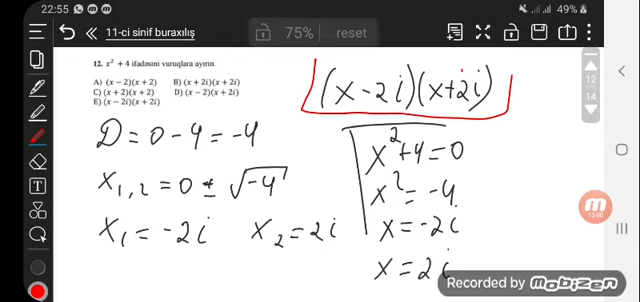 22:55
49%
11-ci sinif buraxılış
75%
reset
12. x² + 4 ifadəsini vuruqlara ayırın.
A) (x − 2)(x + 2) B) (x + 2i)(x + 2i)
C) (x + 2)(x + 2) D) (x − 2)(x + 2i)
E) (x − 2i)(x + 2i)
(x-2i)(x+2i)
D = 0 - 4 = -4
x₁,₂ = 0 ± √-4
x₁ = -2i x₂ = 2i
x² + 4 = 0
x² = -4
x = -2i
x = 2i
12
14
13:00
Recorded by mobizen